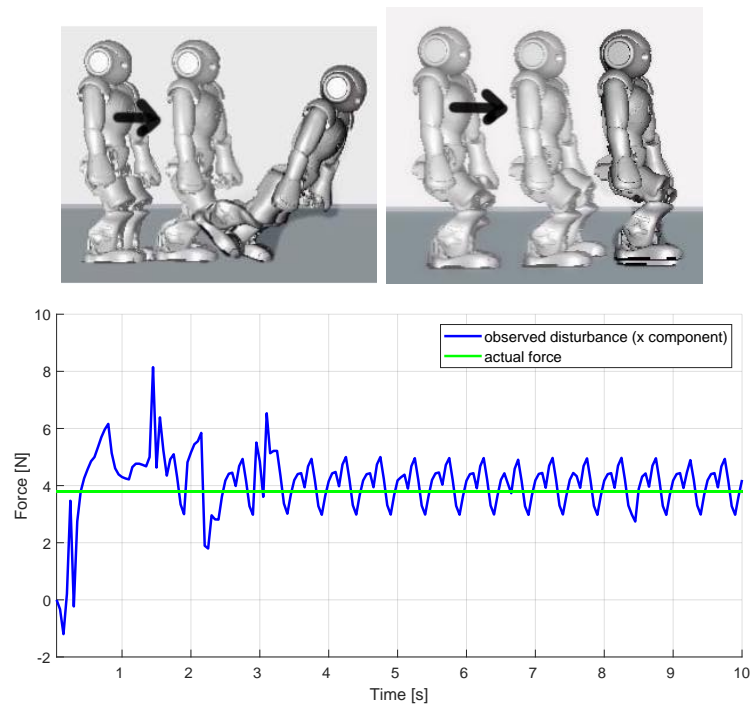 10
8
6
4
2
0
-2
Force [N]
observed disturbance (x component)
actual force
1 2 3 4 5 6 7 8 9 10
Time [s]